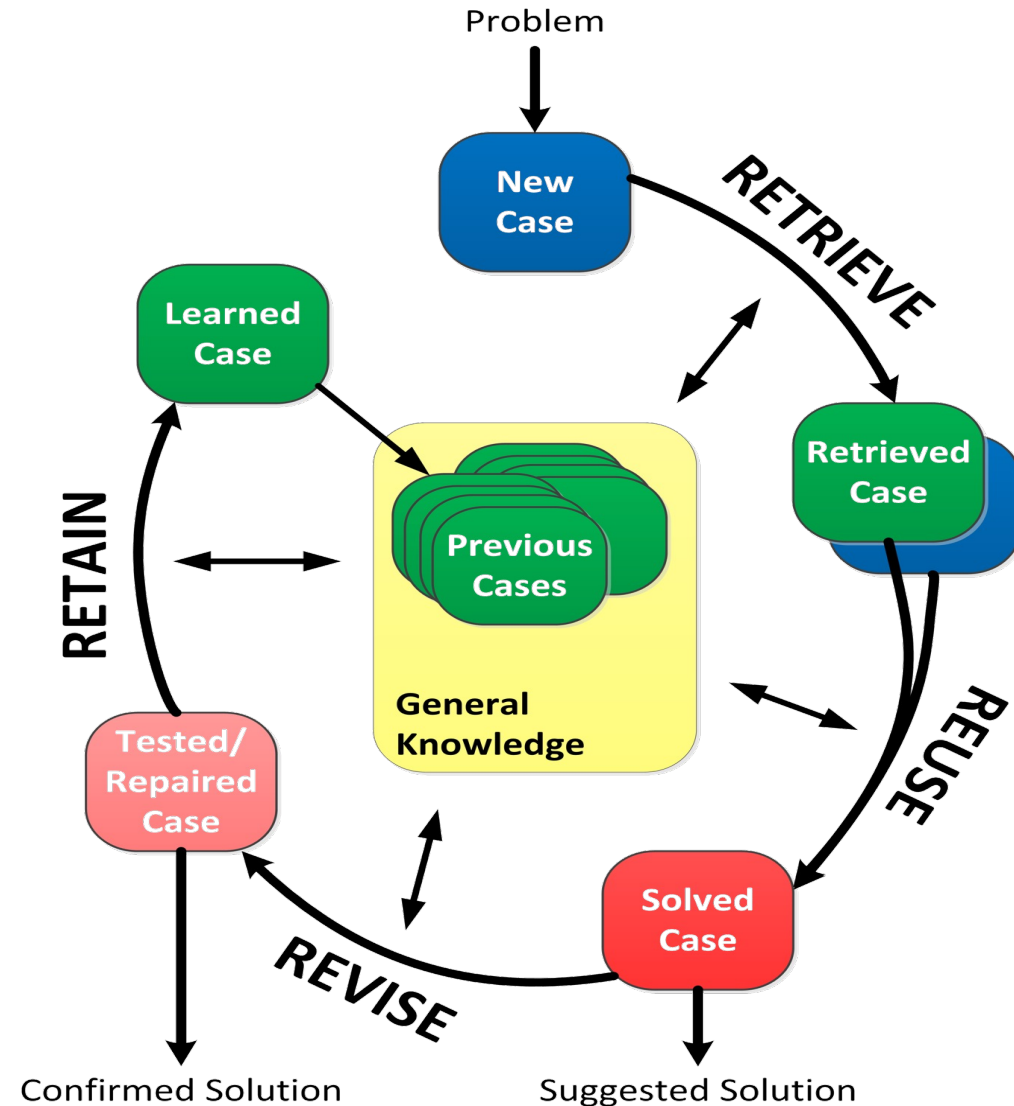 Problem
New
Case
RETRIEVE
Learned
Case
Retrieved
Case
Previous
Cases
RETAIN
General
Knowledge
REUSE
Tested/
Repaired
Case
Solved
Case
REVISE
Confirmed Solution
Suggested Solution